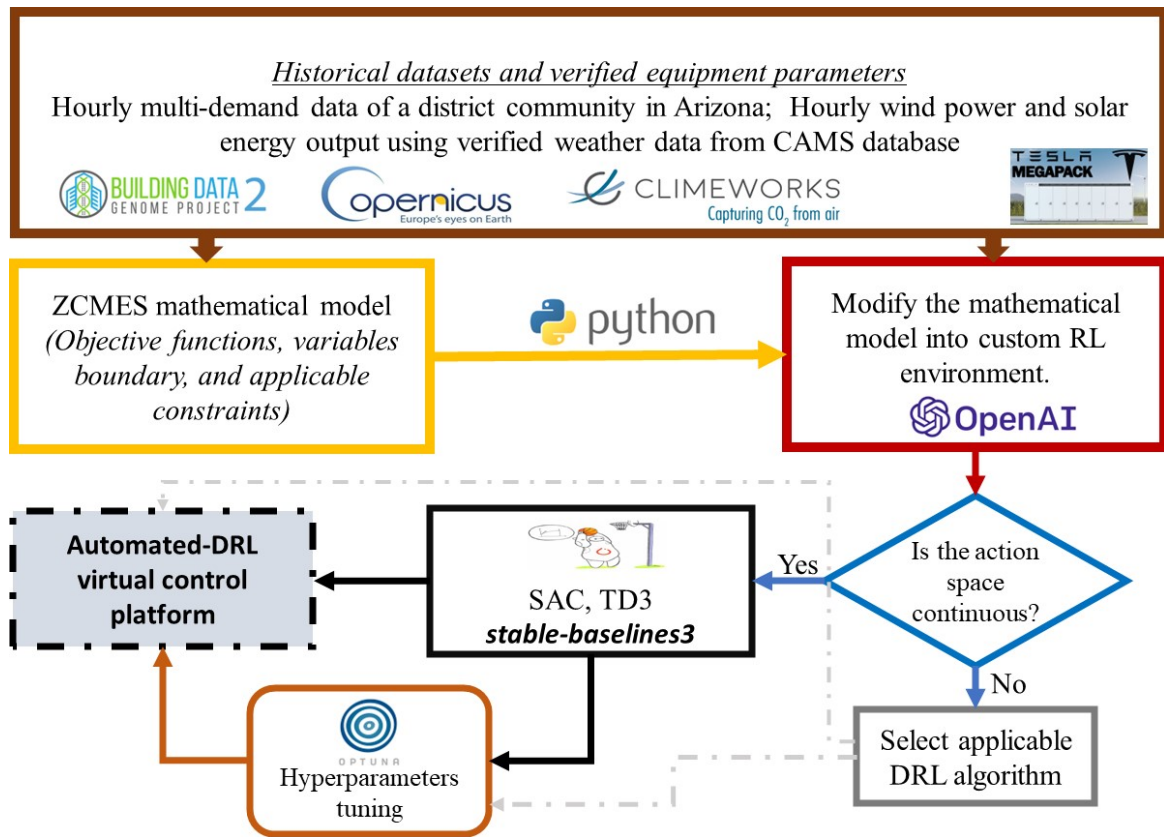 Historical datasets and verified equipment parameters
Hourly multi-demand data of a district community in Arizona; Hourly wind power and solar
energy output using verified weather data from CAMS database
BUILDING DATA
GENOME PROJECT 2
opernicus
Europe's eyes on Earth
CLIMEWORKS
Capturing CO2 from air
TESLA
MEGAPACK
ZCMES mathematical model
(Objective functions, variables
boundary, and applicable
constraints)
python
Modify the mathematical
model into custom RL
environment.
OpenAI
Automated-DRL
virtual control
platform
SAC, TD3
stable-baselines3
Yes
Is the action
space
continuous?
No
OPTUNA
Hyperparameters
tuning
Select applicable
DRL algorithm